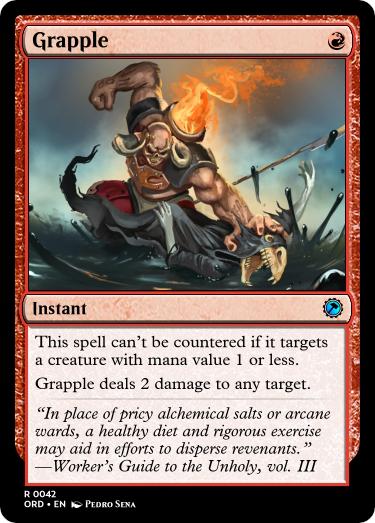 Grapple
Instant
This spell can't be countered if it targets
a creature with mana value 1 or less.
Grapple deals 2 damage to any target.
“In place of pricy alchemical salts or arcane
wards, a healthy diet and rigorous exercise
may aid in efforts to disperse revenants.”
—Worker's Guide to the Unholy, vol. III
R 0042
ORD • EN Pedro Sena